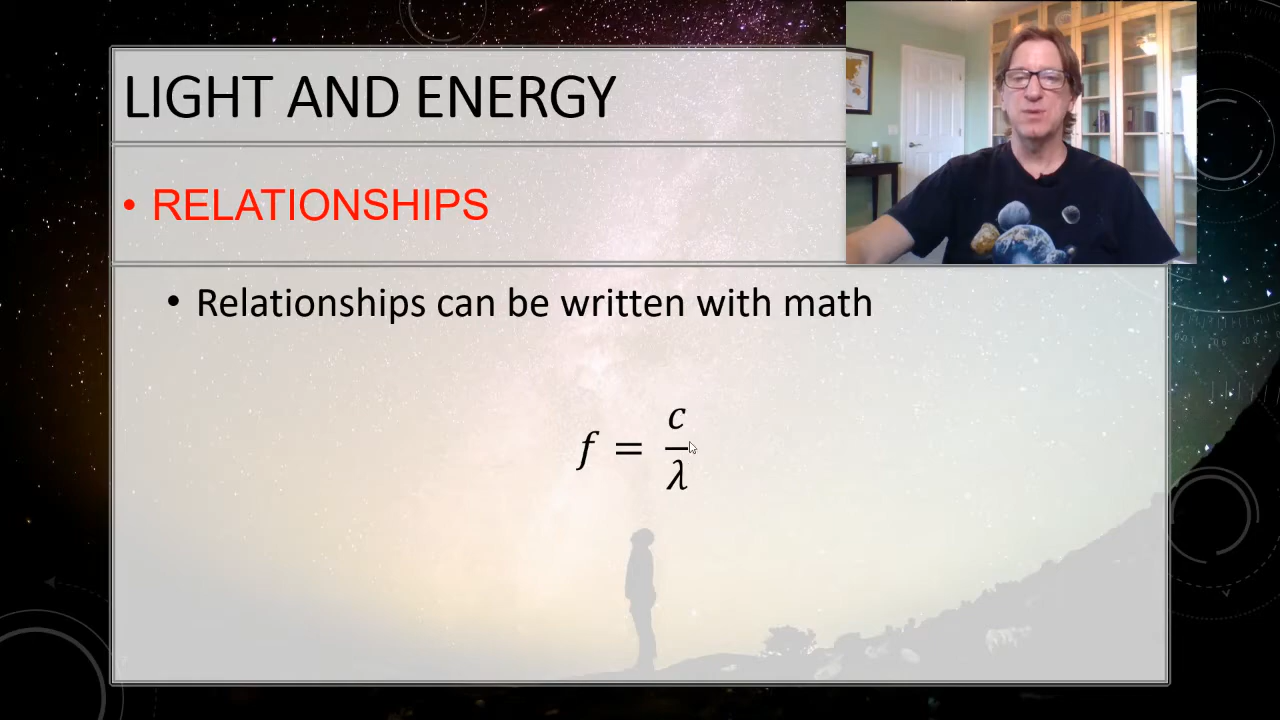 LIGHT AND ENERGY
• RELATIONSHIPS
• Relationships can be written with math
f = c/λ